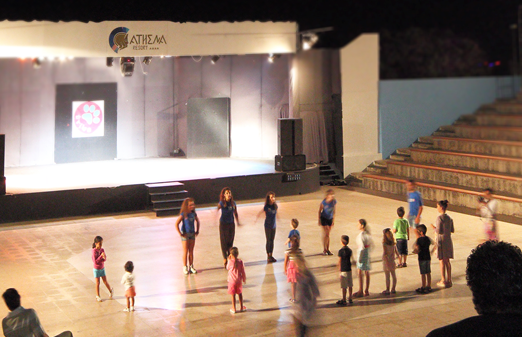 ATHENA
RESORT ****